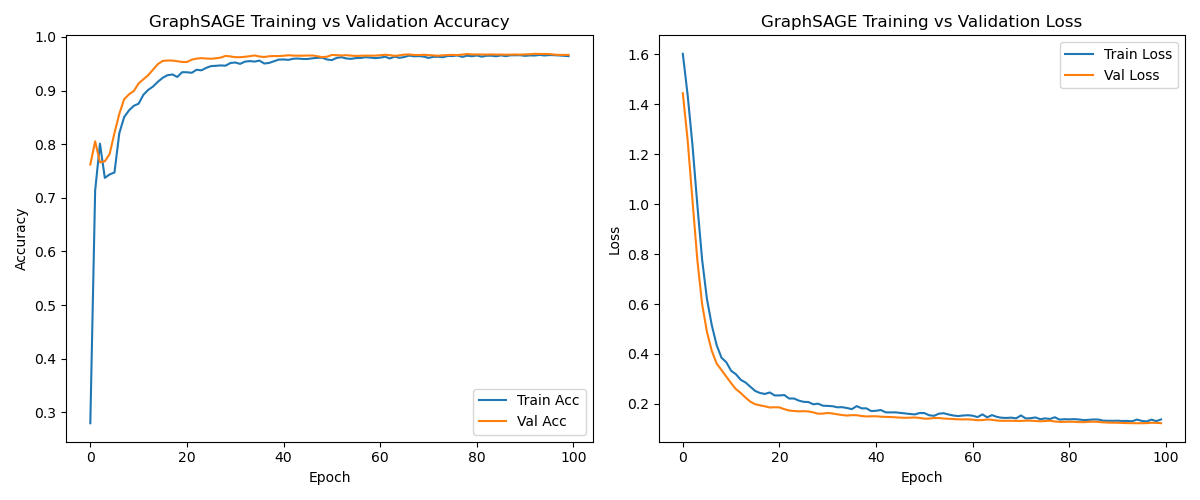 GraphSAGE Training vs Validation Accuracy
1.0
0.9
0.8
0.7
0.6
0.5
0.4
0.3
Accuracy
0 20 40 60 80 100
Epoch
Train Acc
Val Acc
GraphSAGE Training vs Validation Loss
1.6
1.4
1.2
1.0
0.8
0.6
0.4
0.2
Loss
0 20 40 60 80 100
Epoch
Train Loss
Val Loss